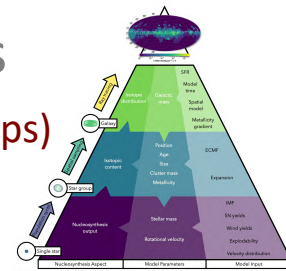 s
ps)
SFR
Isotope
distribution
Galactic
mass
Model
time
Spatial
model
Metallicity
gradient
Galaxy
Isotopic
content
Position
Age
Size
Cluster mass
Metallicity
ECMF
Expansion
Star group
Nucleosynthesis
output
Stellar mass
Rotational velocity
IMF
SN yields
Wind yields
Explodability
Velocity distribution
Single star
Nucleosynthesis Aspect
Model Parameters
Model Input